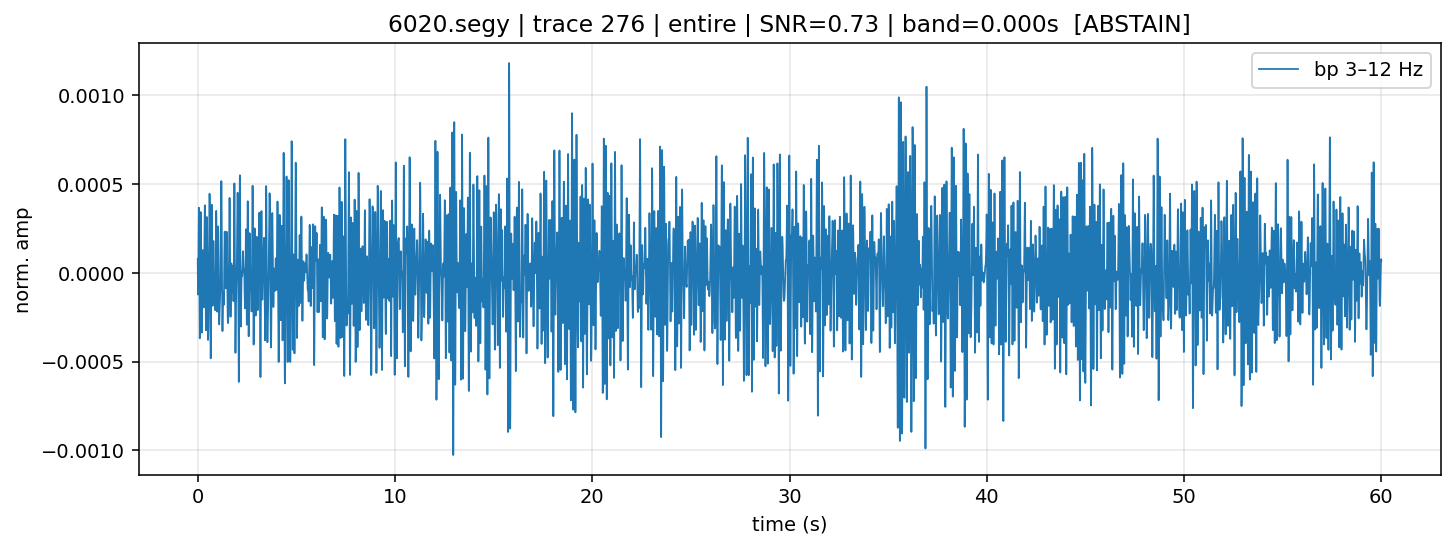 6020.segy | trace 276 | entire | SNR=0.73 | band=0.000s  [ABSTAIN]
bp 3–12 Hz
norm. amp
0.0010
0.0005
0.0000
−0.0005
−0.0010
0 10 20 30 40 50 60
time (s)